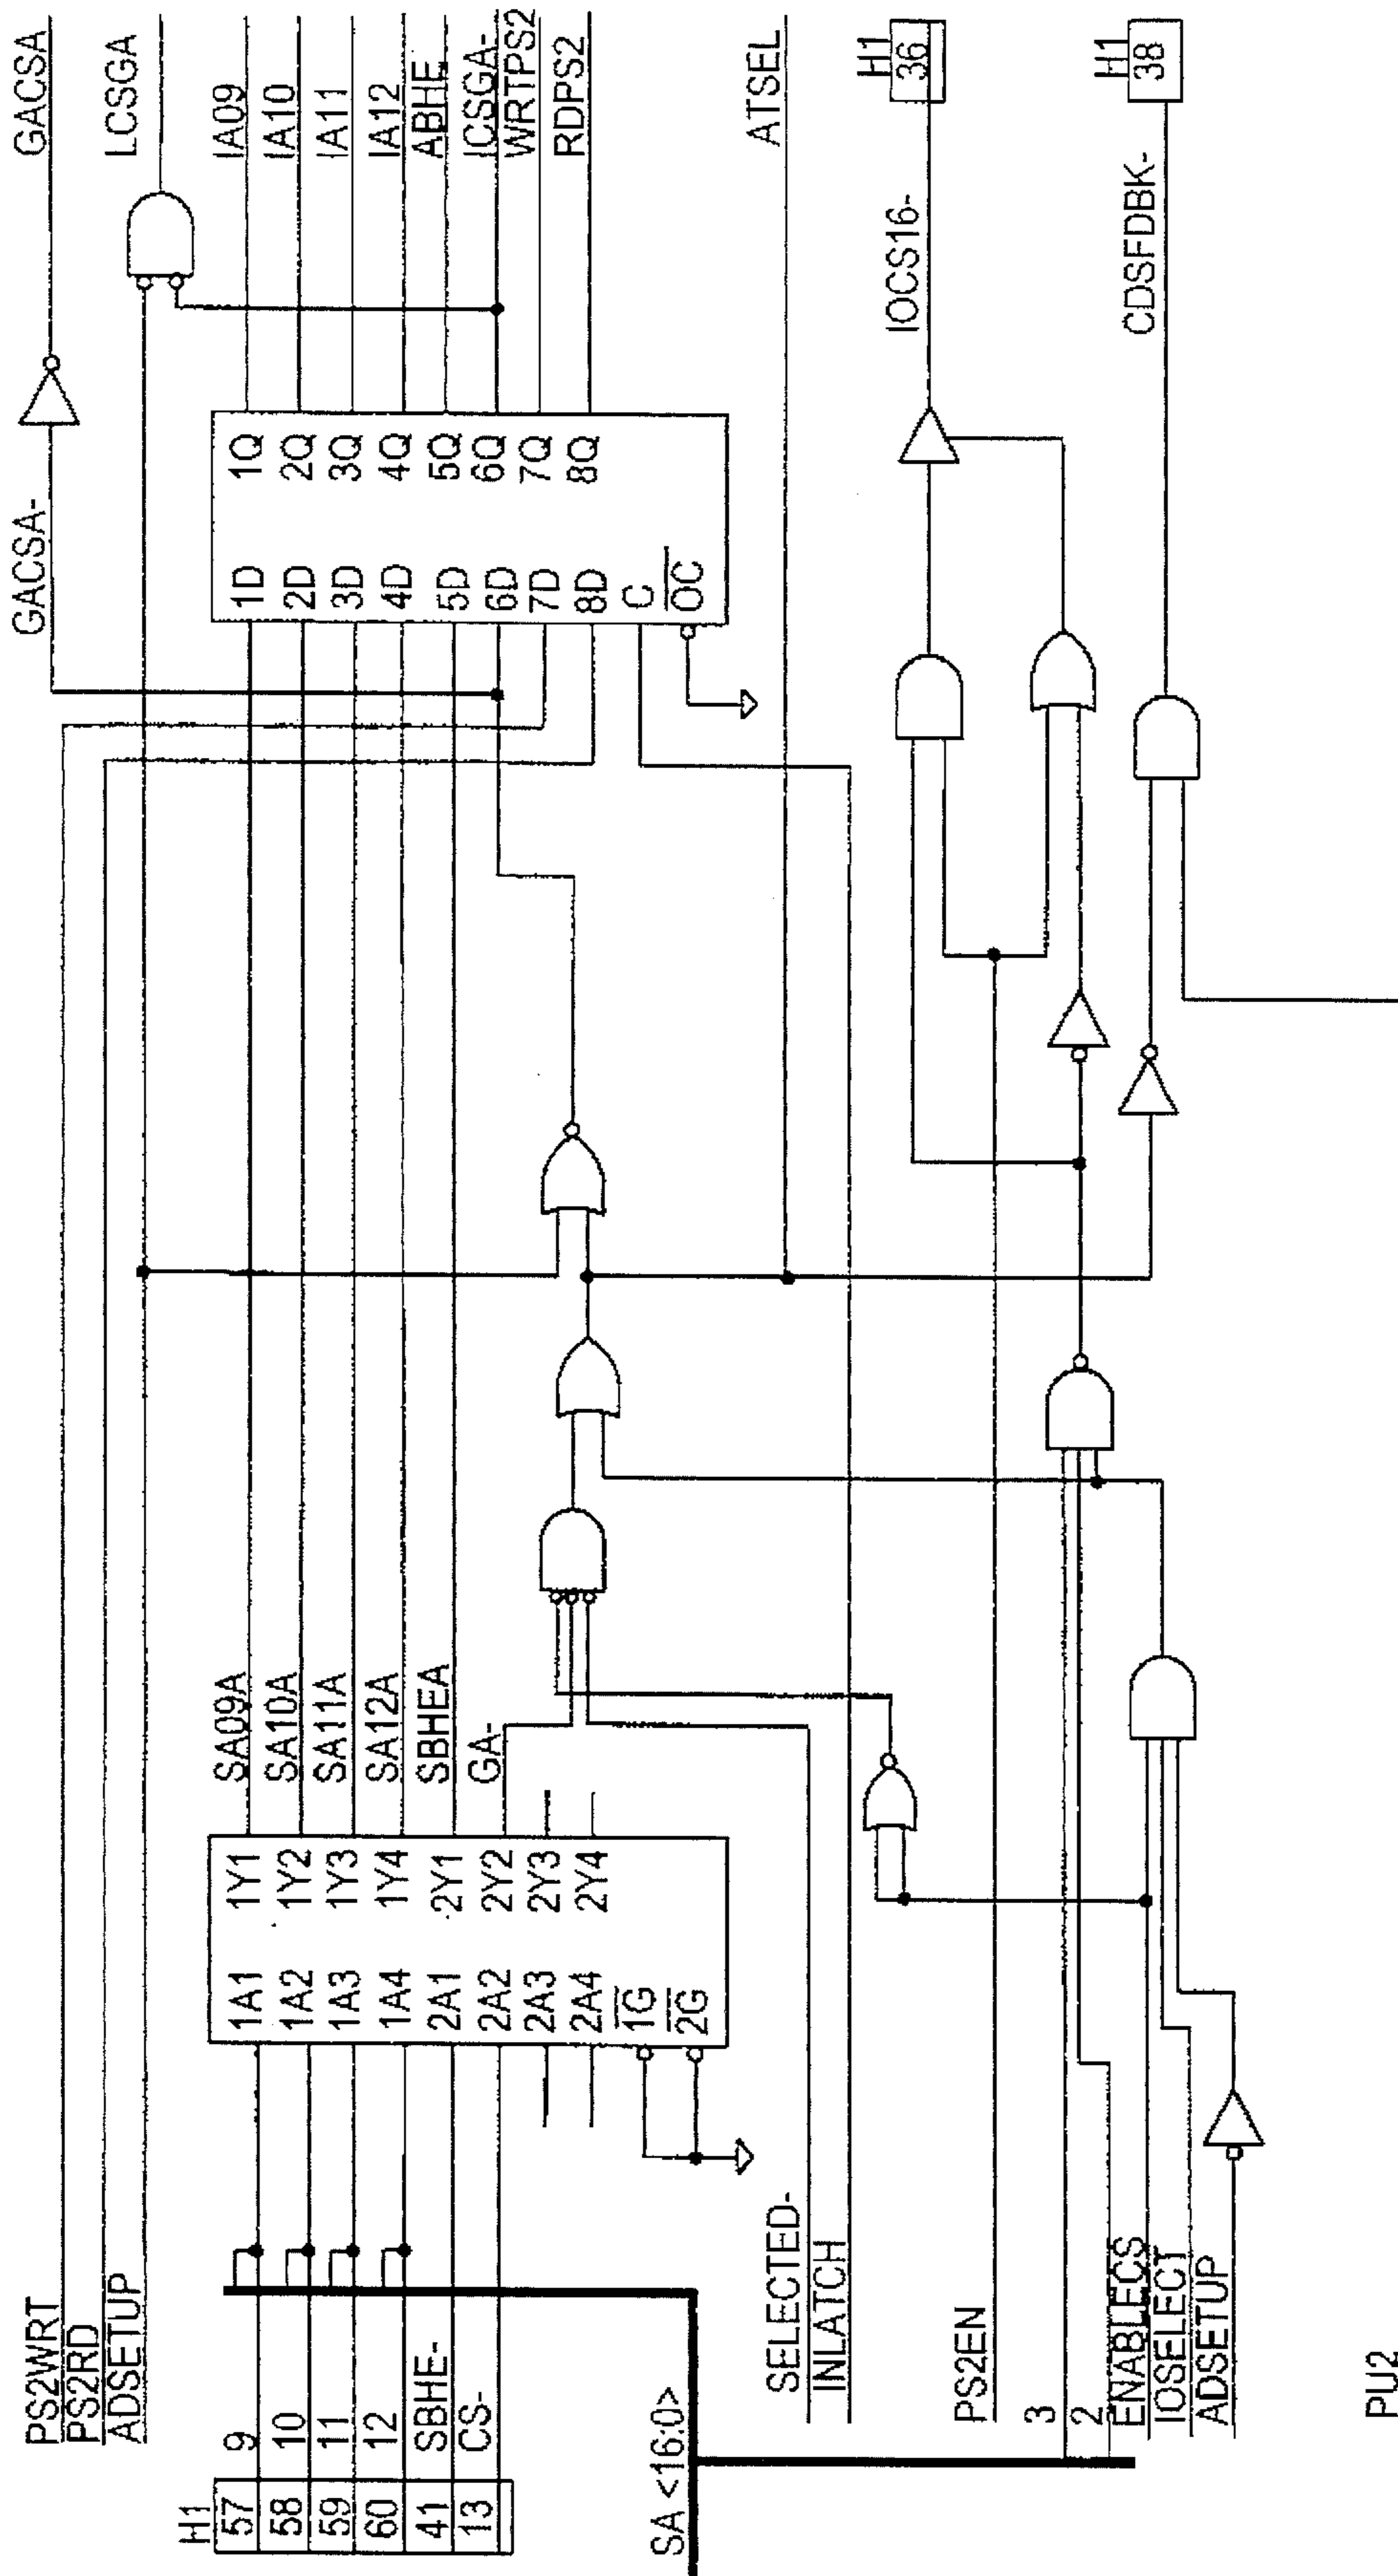 PS2WRT
PS2RD
ADSETUP
H1
57 9
58 10
59 11
60 12
41 SBHE-
13 CS-
SA <16:0>
1A1 1Y1
1A2 1Y2
1A3 1Y3
1A4 1Y4
2A1 2Y1
2A2 2Y2
2A3 2Y3
2A4 2Y4
1G
2G
SA09A
SA10A
SA11A
SA12A
SBHEA
GA-
GACSA-
1D 1Q
2D 2Q
3D 3Q
4D 4Q
5D 5Q
6D 6Q
7D 7Q
8D 8Q
C
OC
GACSA
LCSGA
IA09
IA10
IA11
IA12
ABHE
ICSGA-
WRTPS2
RDPS2
ATSEL
SELECTED-
INLATCH
PS2EN
3
2
ENABLECS
IOSELECT
ADSETUP
PU2
IOCS16-
H1
36
CDSFDBK-
H1
38